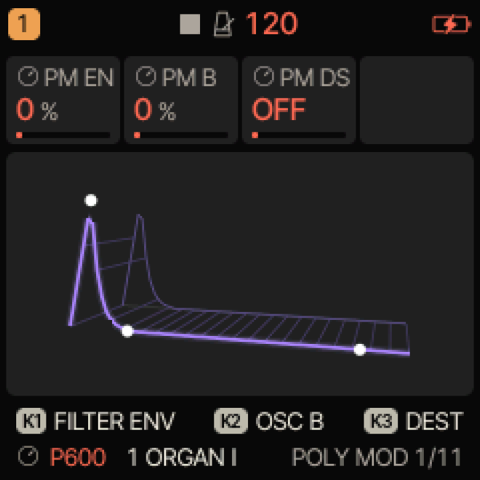 1 120
PM EN PM B PM DS
0 % 0 % OFF
K1 FILTER ENV K2 OSC B K3 DEST
P600 1 ORGAN I POLY MOD 1/11